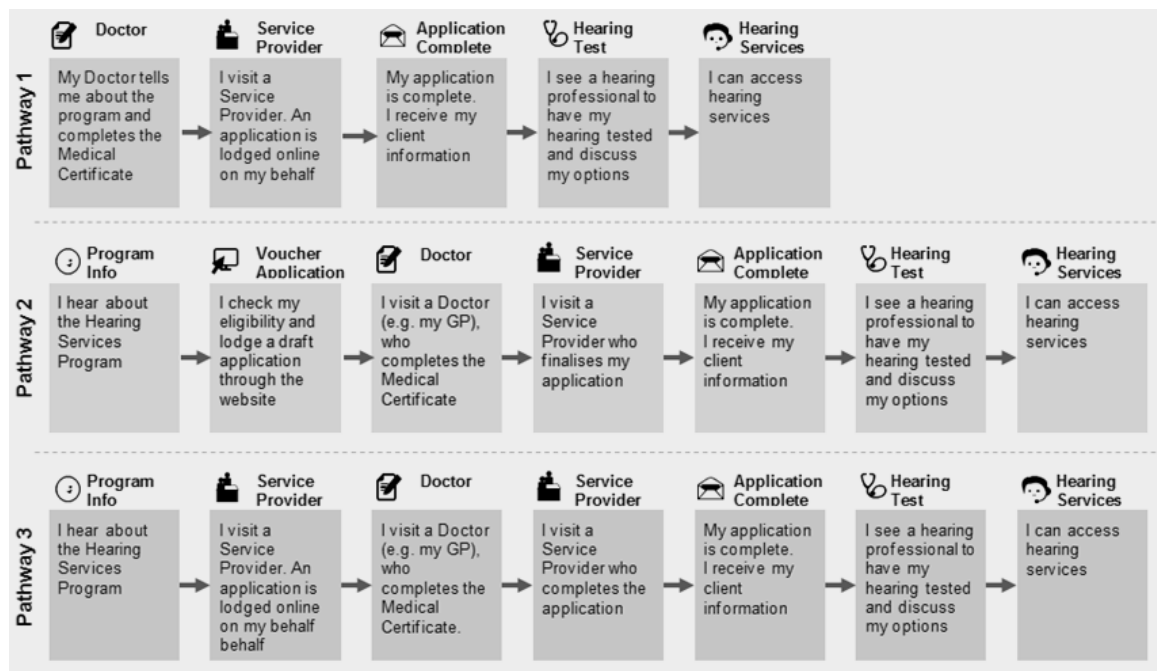 Pathway 1
Doctor
My Doctor tells
me about the
program and
completes the
Medical
Certificate
Service
Provider
I visit a
Service
Provider. An
application is
lodged online
on my behalf
Application
Complete
My application
is complete.
I receive my
client
information
Hearing
Test
I see a hearing
professional to
have my
hearing tested
and discuss
my options
Hearing
Services
I can access
hearing
services
Pathway 2
Program
Info
I hear about
the Hearing
Services
Program
Voucher
Application
I check my
eligibility and
lodge a draft
application
through the
website
Doctor
I visit a Doctor
(e.g. my GP),
who
completes the
Medical
Certificate
Service
Provider
I visit a
Service
Provider who
finalises my
application
Application
Complete
My application
is complete.
I receive my
client
information
Hearing
Test
I see a hearing
professional to
have my
hearing tested
and discuss
my options
Hearing
Services
I can access
hearing
services
Pathway 3
Program
Info
I hear about
the Hearing
Services
Program
Service
Provider
I visit a
Service
Provider. An
application is
lodged online
on my behalf
behalf
Doctor
I visit a Doctor
(e.g. my GP),
who
completes the
Medical
Certificate.
Service
Provider
I visit a
Service
Provider who
completes the
application
Application
Complete
My application
is complete.
I receive my
client
information
Hearing
Test
I see a hearing
professional to
have my
hearing tested
and discuss
my options
Hearing
Services
I can access
hearing
services